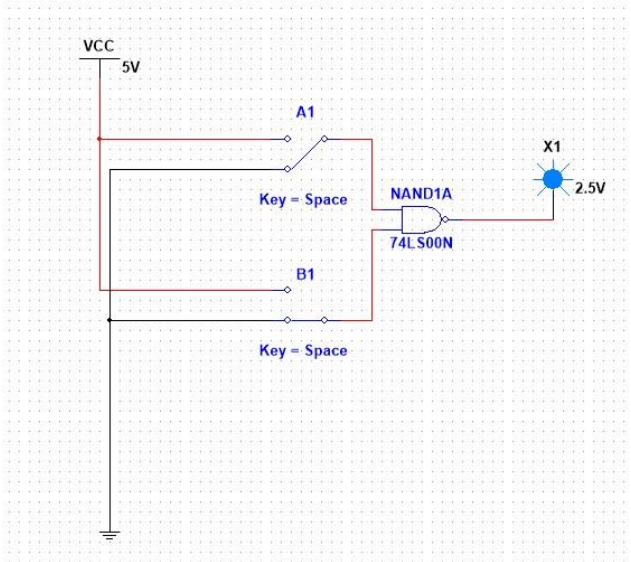 VCC
5V
A1
Key = Space
NAND1A
74LS00N
X1
2.5V
B1
Key = Space